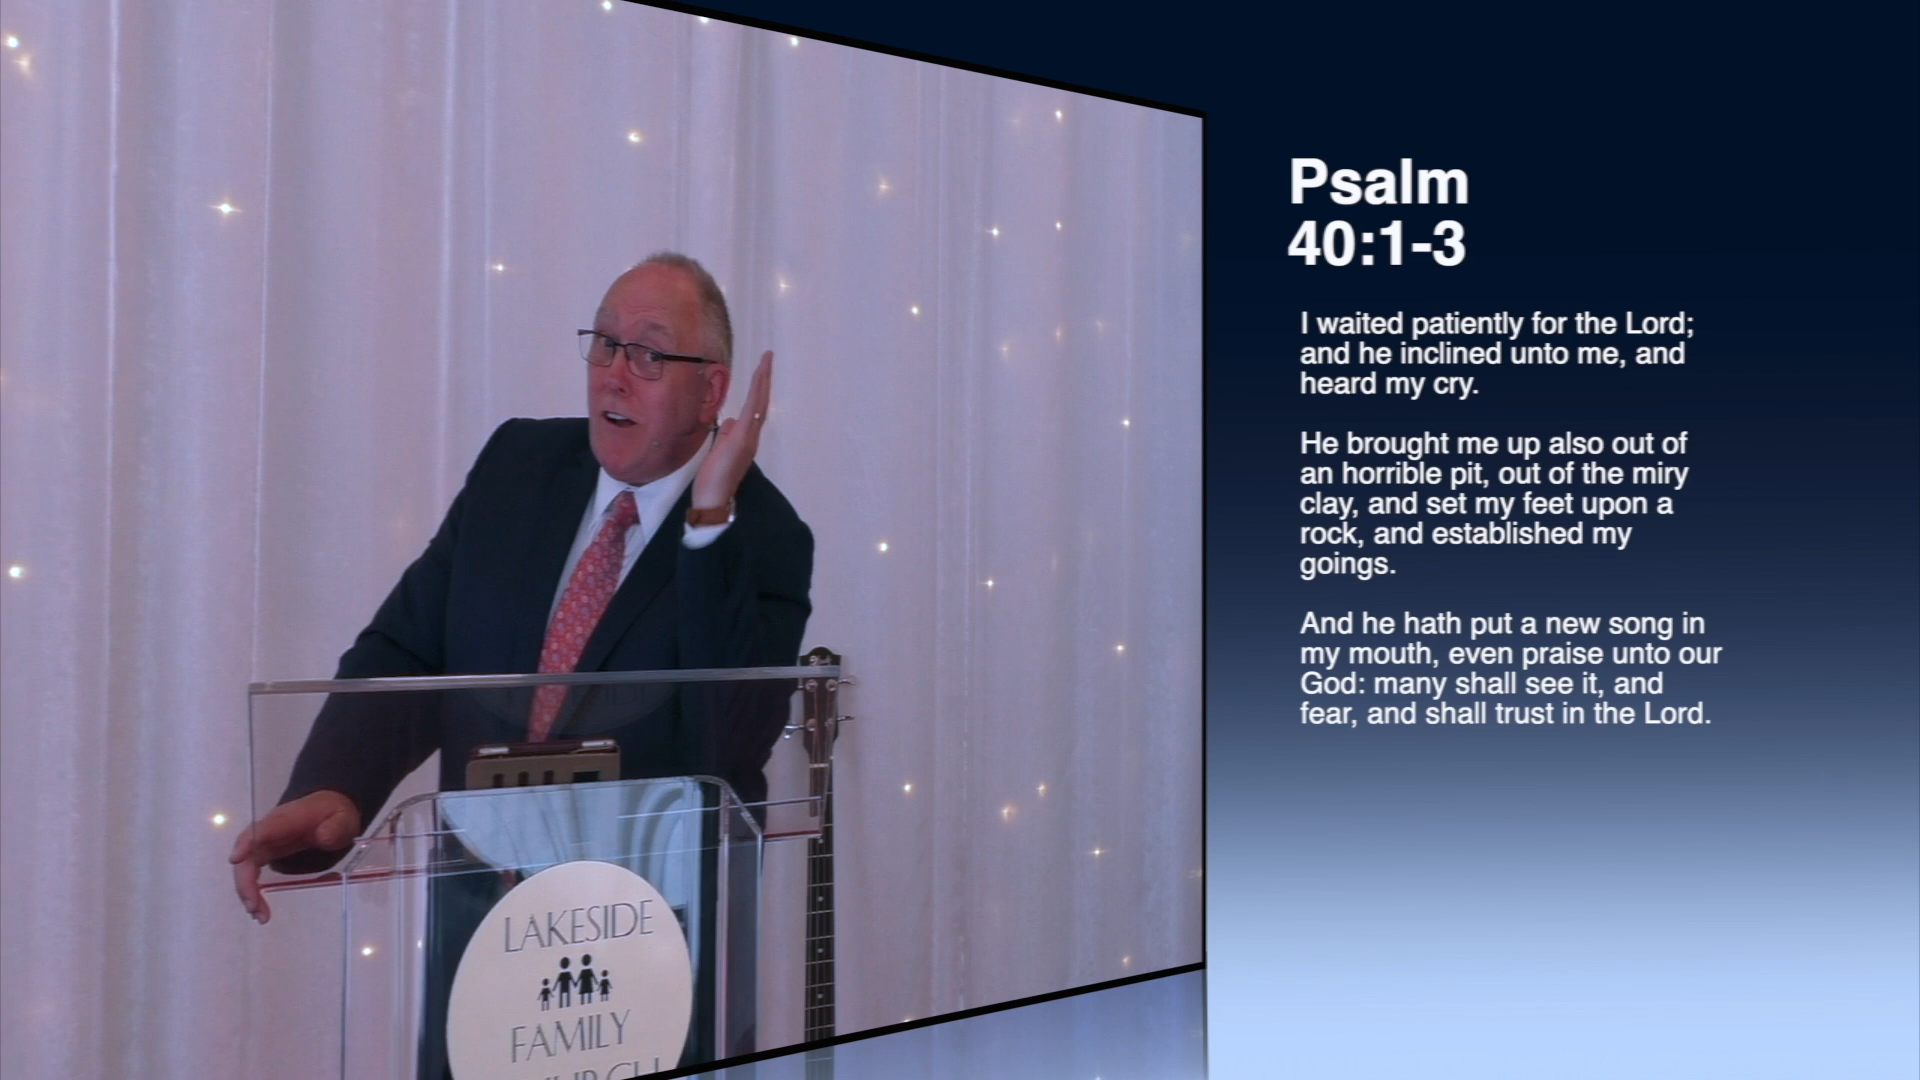 Psalm
40:1-3
I waited patiently for the Lord;
and he inclined unto me, and
heard my cry.
He brought me up also out of
an horrible pit, out of the miry
clay, and set my feet upon a
rock, and established my
goings.
And he hath put a new song in
my mouth, even praise unto our
God: many shall see it, and
fear, and shall trust in the Lord.
LAKESIDE
FAMILY